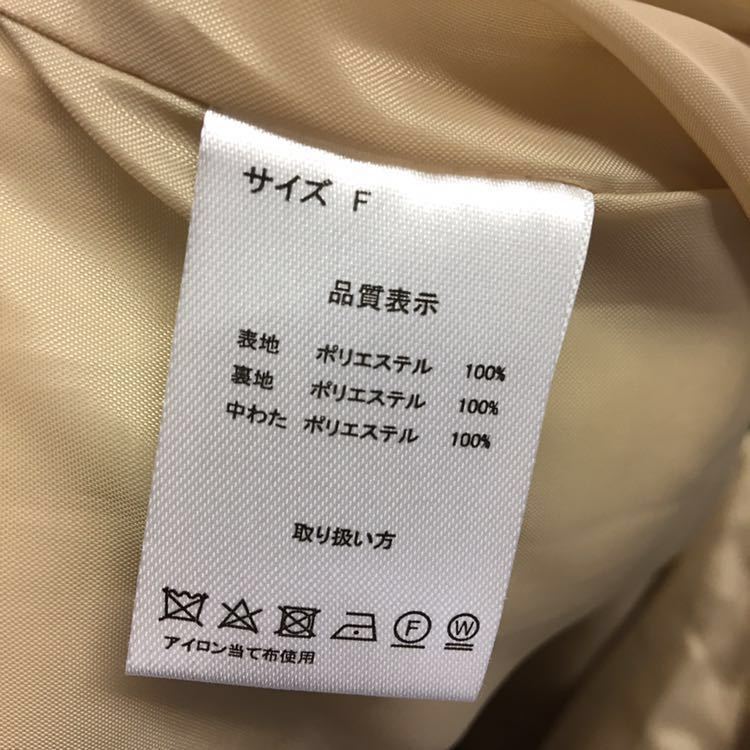 サイズ F
品質表示
表地 ポリエステル 100%
裏地 ポリエステル 100%
中わた ポリエステル 100%
取り扱い方
F W
アイロン当て布使用